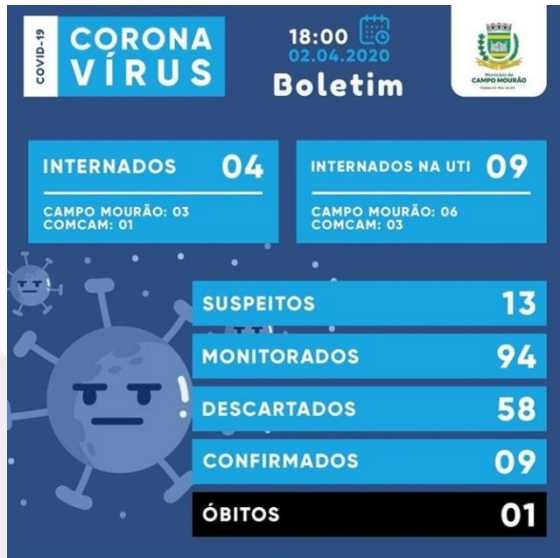 COVID-19
CORONA
VÍRUS
18:00
02.04.2020
Boletim
Município de
CAMPO MOURÃO
INTERNADOS 04
CAMPO MOURÃO: 03
COMCAM: 01
INTERNADOS NA UTI 09
CAMPO MOURÃO: 06
COMCAM: 03
SUSPEITOS 13
MONITORADOS 94
DESCARTADOS 58
CONFIRMADOS 09
ÓBITOS 01